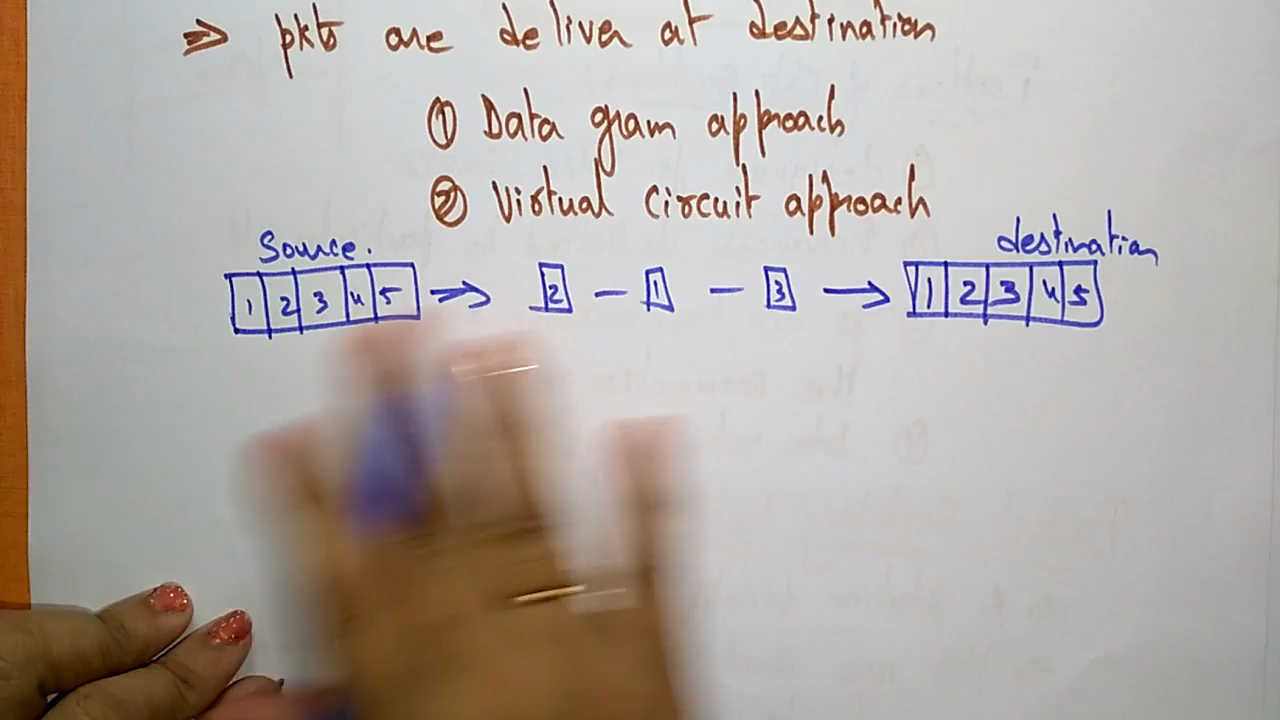 ⇒ pkts are deliver at destination
① Data gram approach
② Virtual circuit approach
Source. destination
1 2 3 4 5 → 2 - 1 - 3 → 1 2 3 4 5